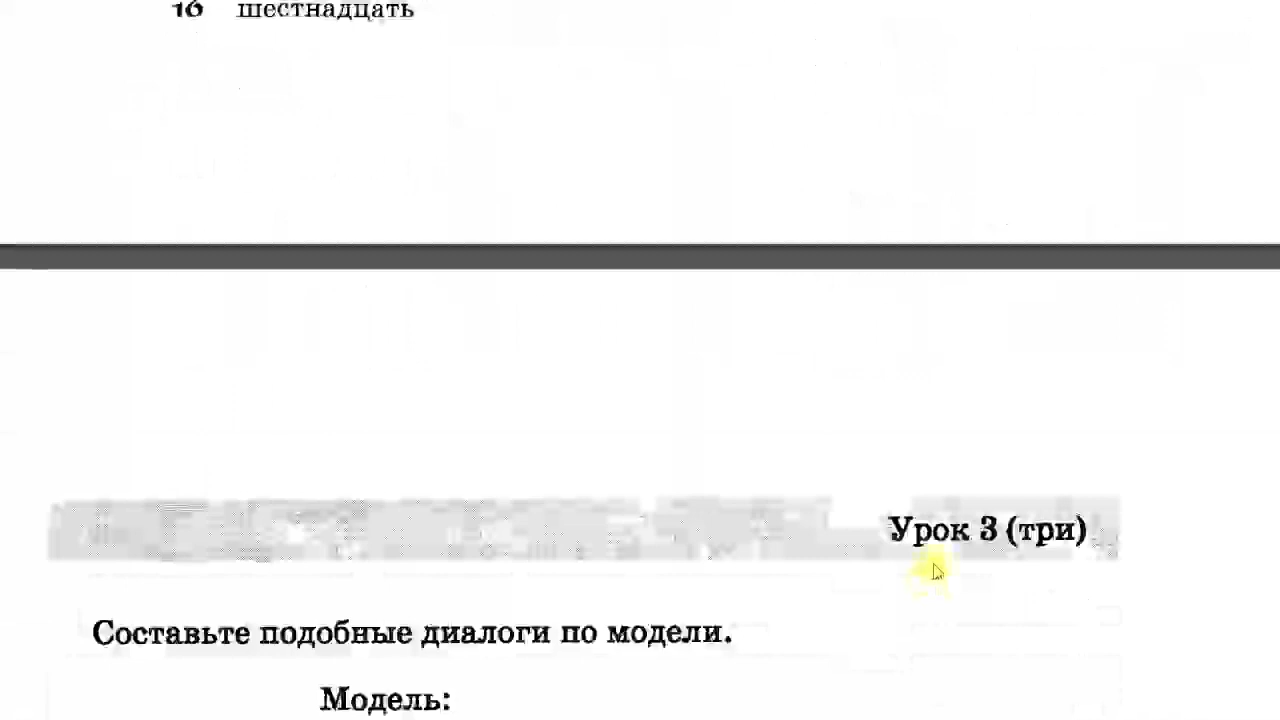 16 шестнадцать
Урок 3 (три)
Составьте подобные диалоги по модели.
Модель: